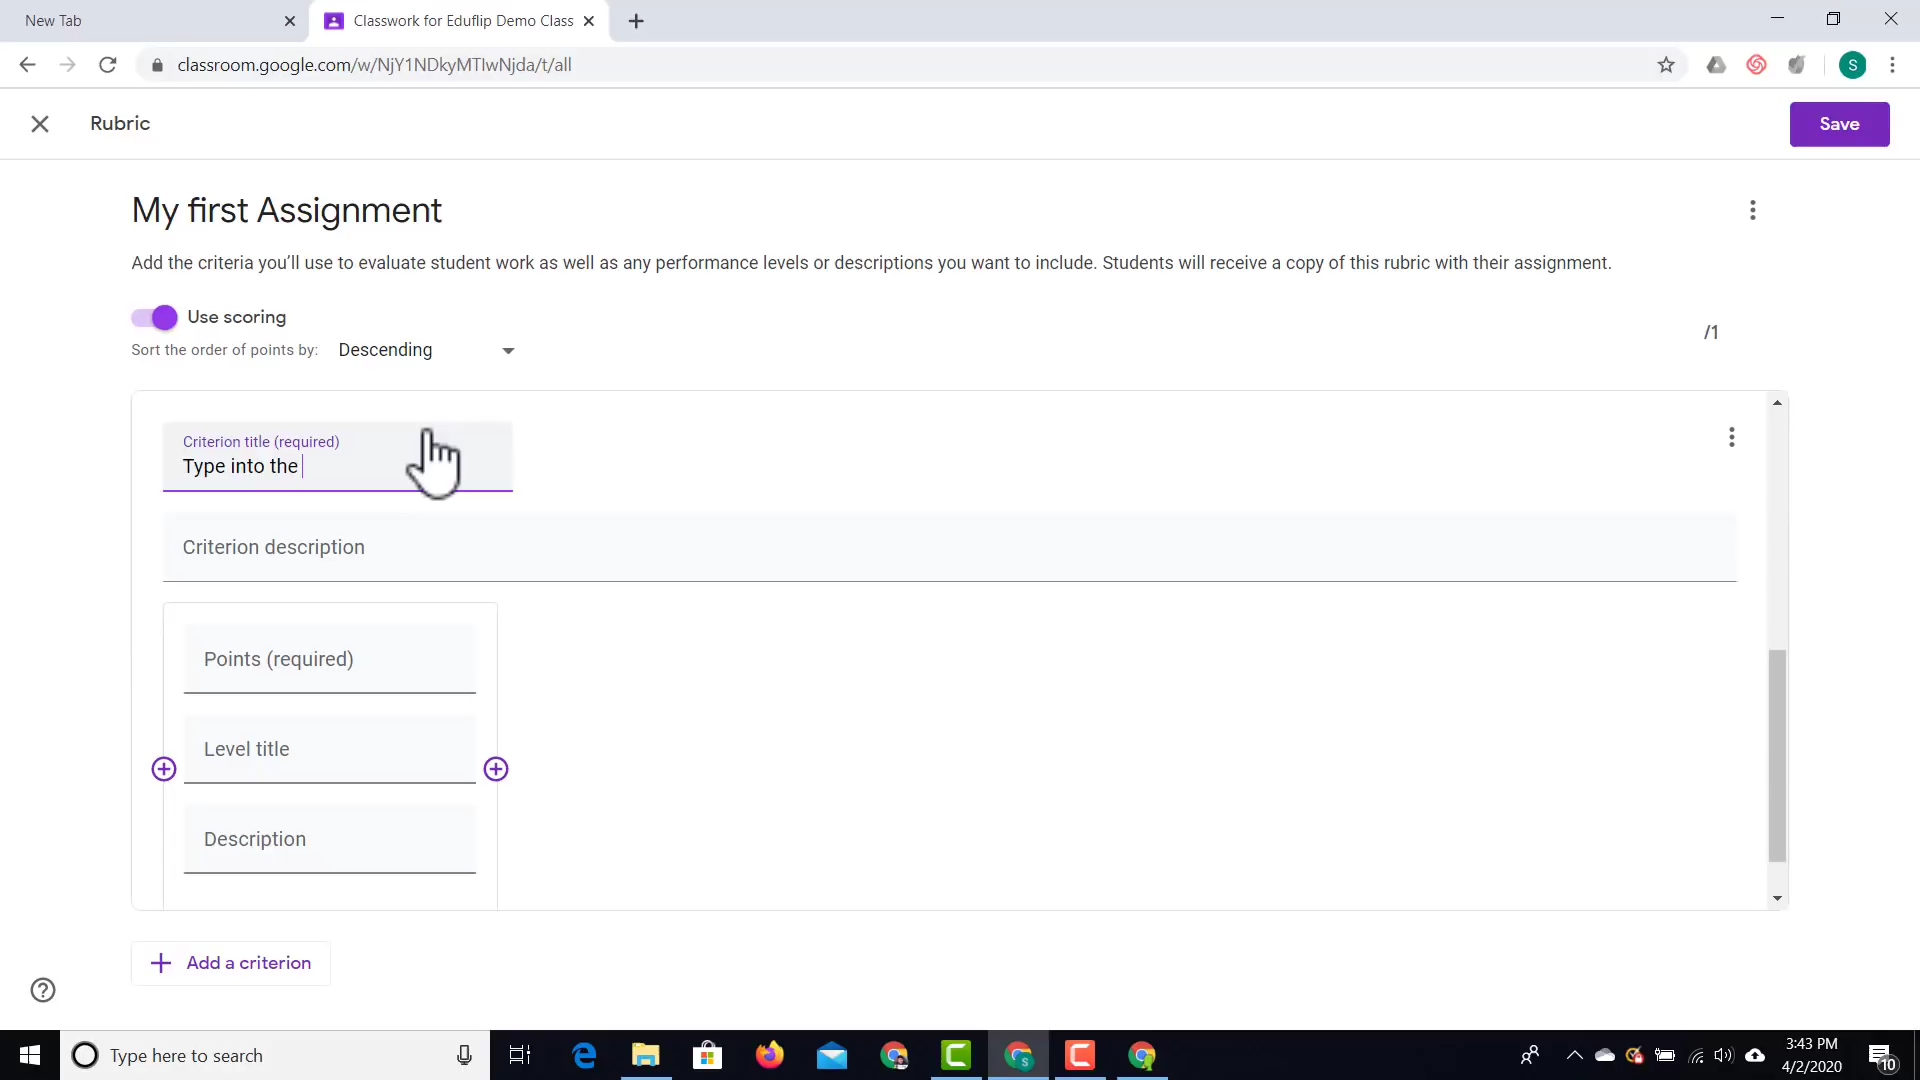 New Tab
Classwork for Eduflip Demo Class
classroom.google.com/w/NjY1NDkyMTIwNjda/t/all
S
Rubric
Save
My first Assignment
Add the criteria you’ll use to evaluate student work as well as any performance levels or descriptions you want to include. Students will receive a copy of this rubric with their assignment.
Use scoring
Sort the order of points by: Descending
/1
Criterion title (required)
Type into the
Criterion description
Points (required)
Level title
Description
Add a criterion
Type here to search
3:43 PM
4/2/2020
10